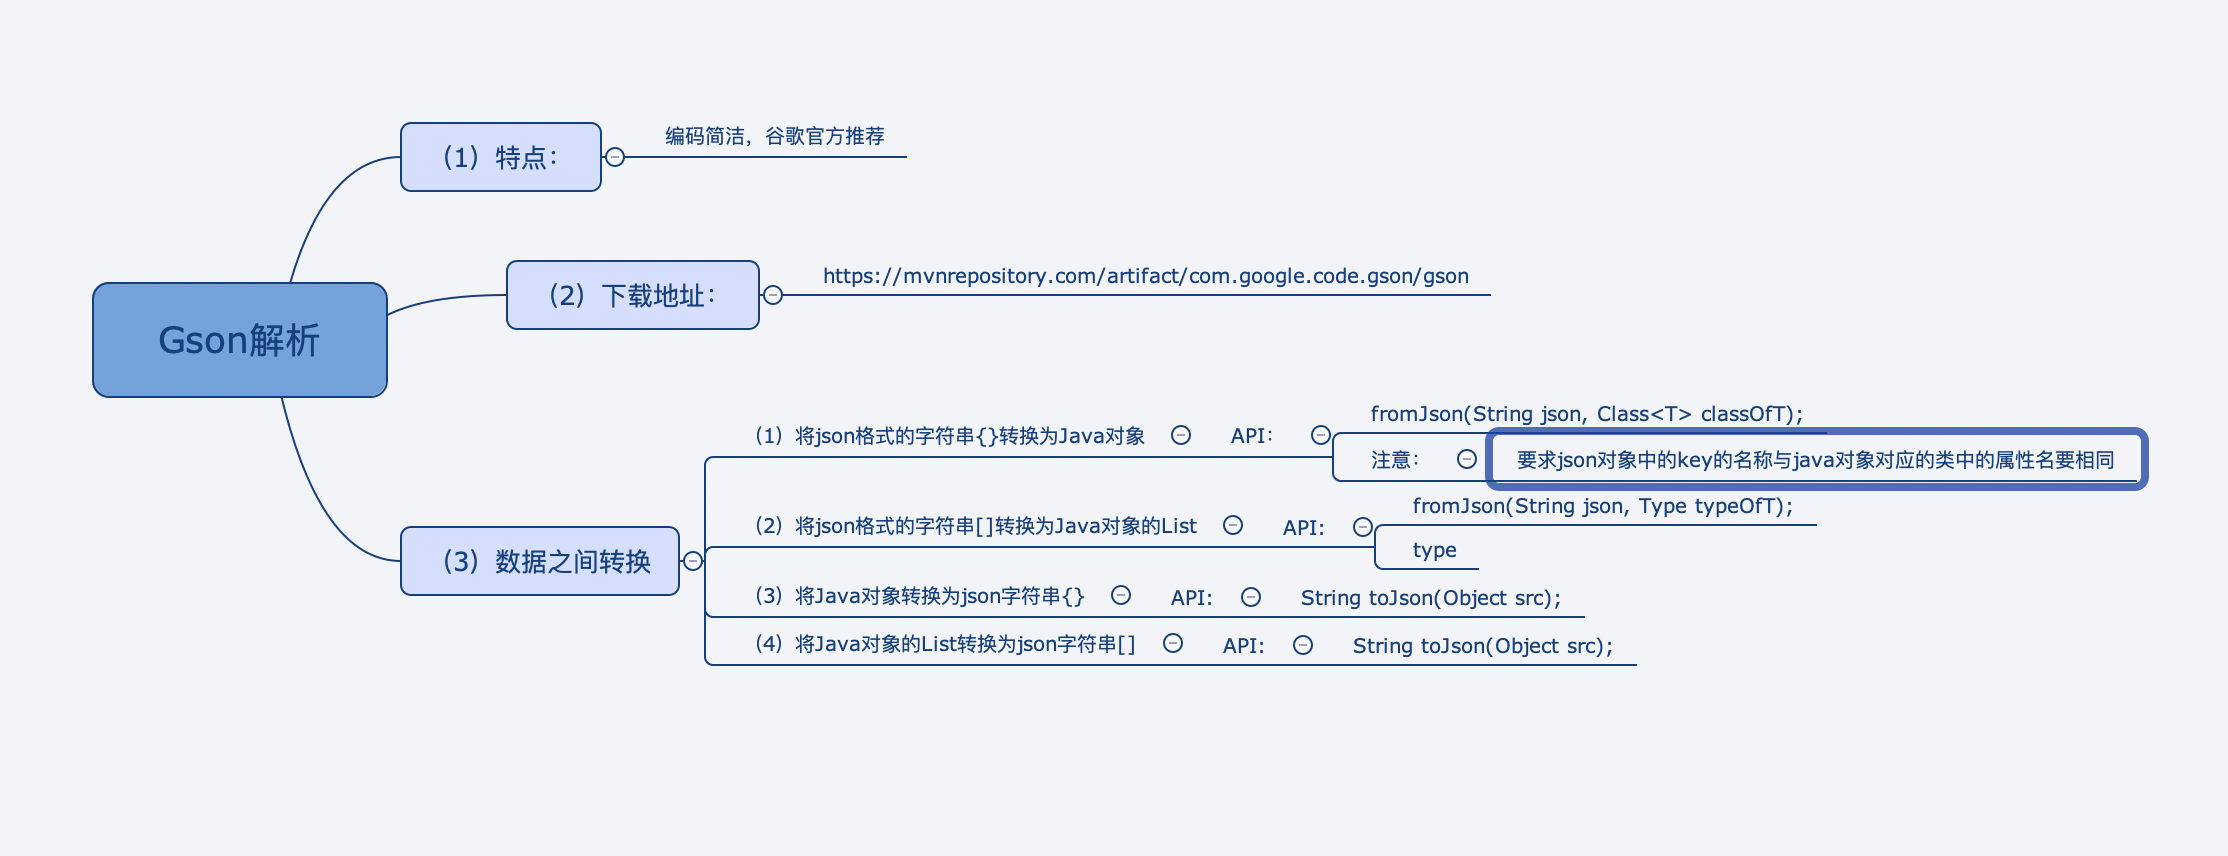 Gson解析
（1）特点：
编码简洁，谷歌官方推荐
（2）下载地址：
https://mvnrepository.com/artifact/com.google.code.gson/gson
（3）数据之间转换
（1）将json格式的字符串{}转换为Java对象
API：
fromJson(String json, Class<T> classOfT);
注意：
要求json对象中的key的名称与java对象对应的类中的属性名要相同
（2）将json格式的字符串[]转换为Java对象的List
API:
fromJson(String json, Type typeOfT);
type
（3）将Java对象转换为json字符串{}
API:
String toJson(Object src);
（4）将Java对象的List转换为json字符串[]
API:
String toJson(Object src);